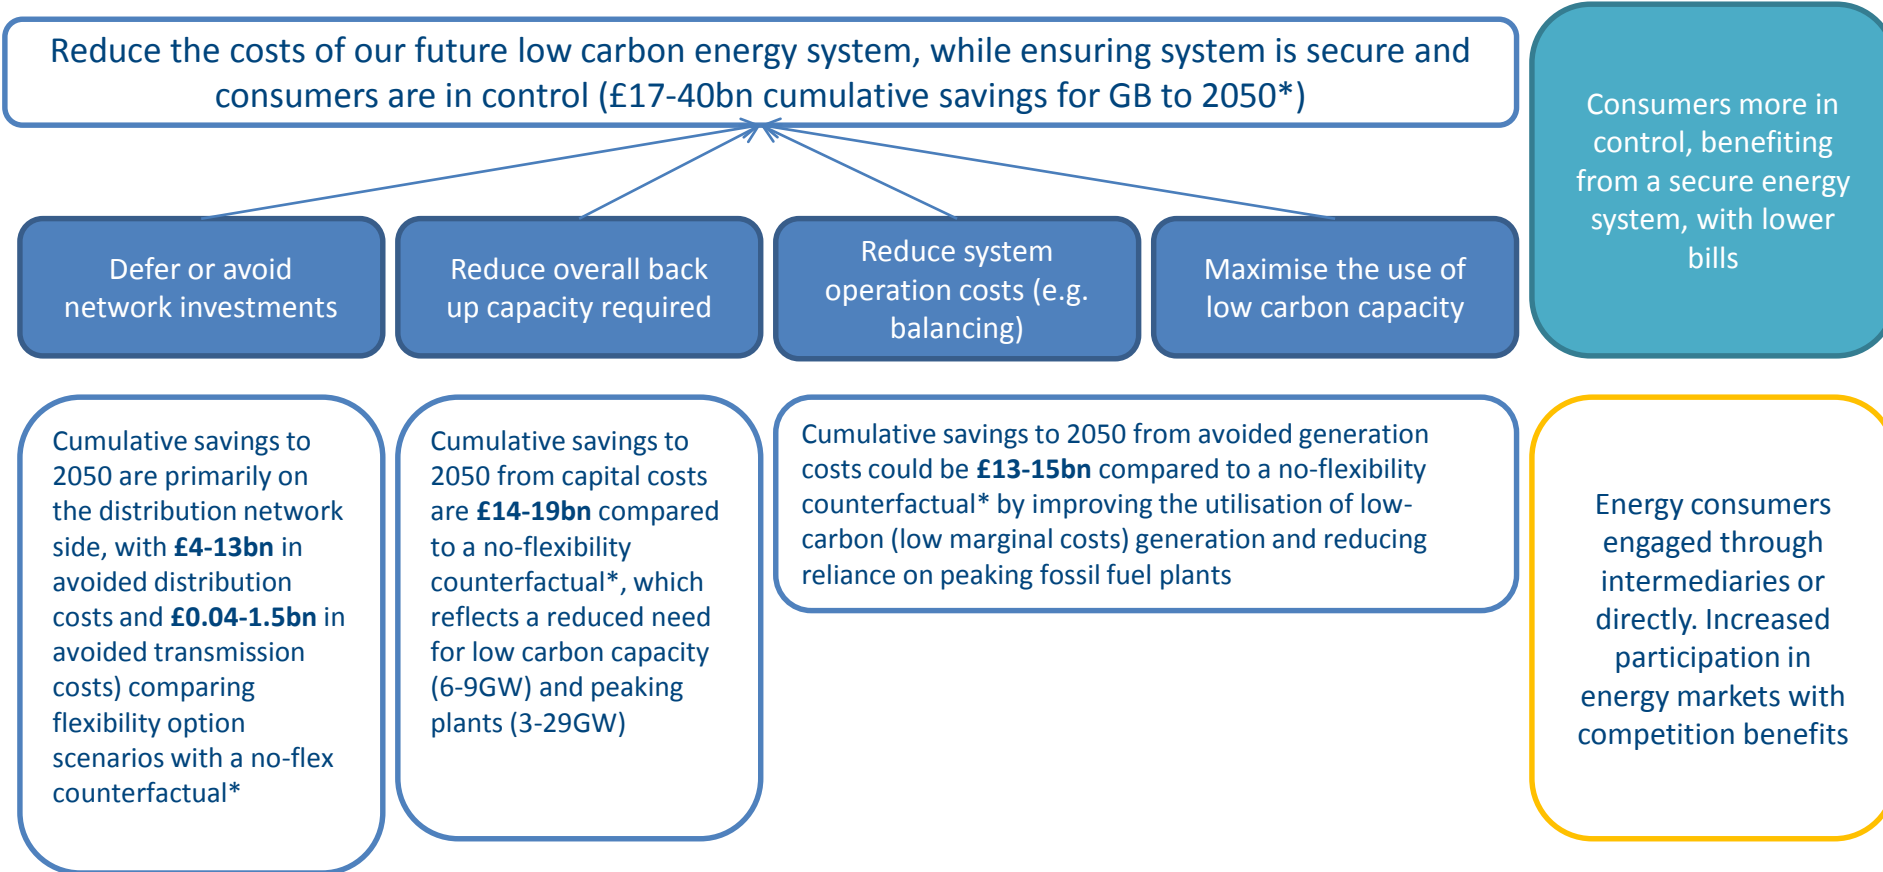 Reduce the costs of our future low carbon energy system, while ensuring system is secure and
consumers are in control (£17-40bn cumulative savings for GB to 2050*)
Consumers more in
control, benefiting
from a secure energy
system, with lower
bills
Defer or avoid
network investments
Reduce overall back
up capacity required
Reduce system
operation costs (e.g.
balancing)
Maximise the use of
low carbon capacity
Cumulative savings to
2050 are primarily on
the distribution network
side, with £4-13bn in
avoided distribution
costs and £0.04-1.5bn in
avoided transmission
costs) comparing
flexibility option
scenarios with a no-flex
counterfactual*
Cumulative savings to
2050 from capital costs
are £14-19bn compared
to a no-flexibility
counterfactual*, which
reflects a reduced need
for low carbon capacity
(6-9GW) and peaking
plants (3-29GW)
Cumulative savings to 2050 from avoided generation
costs could be £13-15bn compared to a no-flexibility
counterfactual* by improving the utilisation of low-
carbon (low marginal costs) generation and reducing
reliance on peaking fossil fuel plants
Energy consumers
engaged through
intermediaries or
directly. Increased
participation in
energy markets with
competition benefits